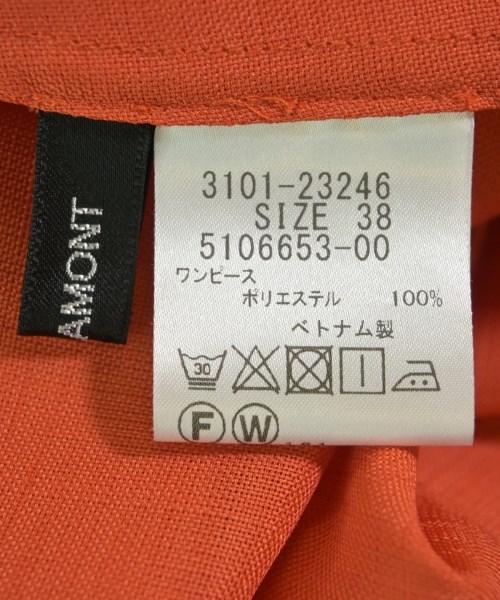 AMONT
3101-23246
SIZE 38
5106653-00
ワンピース
ポリエステル 100%
ベトナム製
30
F W